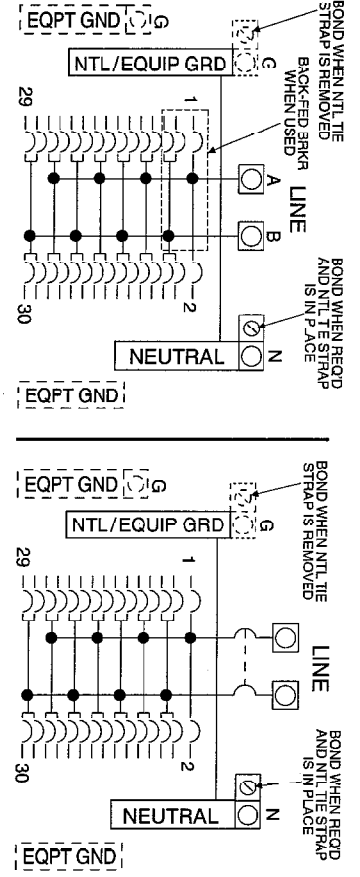 EQPT GND
G
BOND WHEN NTL TIE
STRAP IS REMOVED
NTL/EQUIP GRD
G
BACK-FED BRKR
WHEN USED
29
1
A
LINE
B
30
2
BOND WHEN REQ'D
AND NTL TIE STRAP
IS IN PLACE
NEUTRAL
N
EQPT GND
EQPT GND
G
BOND WHEN NTL TIE
STRAP IS REMOVED
NTL/EQUIP GRD
G
29
1
LINE
30
2
BOND WHEN REQ'D
AND NTL TIE STRAP
IS IN PLACE
NEUTRAL
N
EQPT GND